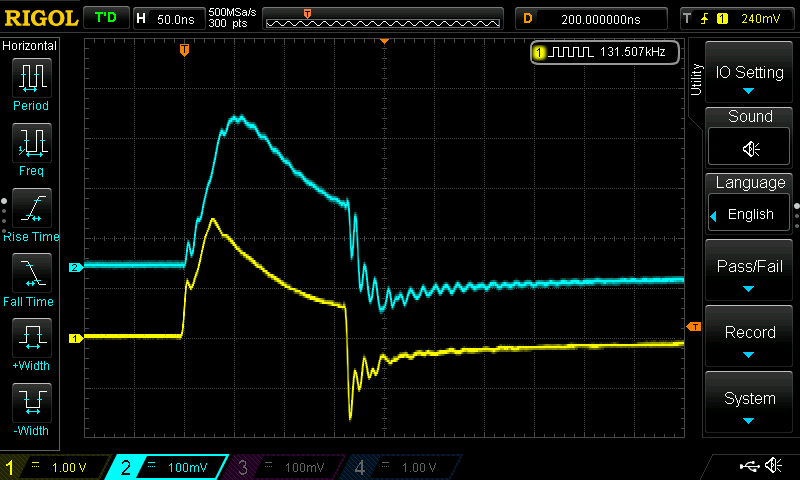 RIGOL T'D H 50.0ns 500MSa/s 300 pts T D 200.000000ns T 1 240mV
Horizontal
Period
Freq
Rise Time
Fall Time
+Width
-Width
T
1 131.507kHz
2
1
T
Utility
IO Setting
Sound
Language
English
Pass/Fail
Record
System
1 = 1.00 V 2 = 100mV 3 = 100mV 4 = 1.00 V